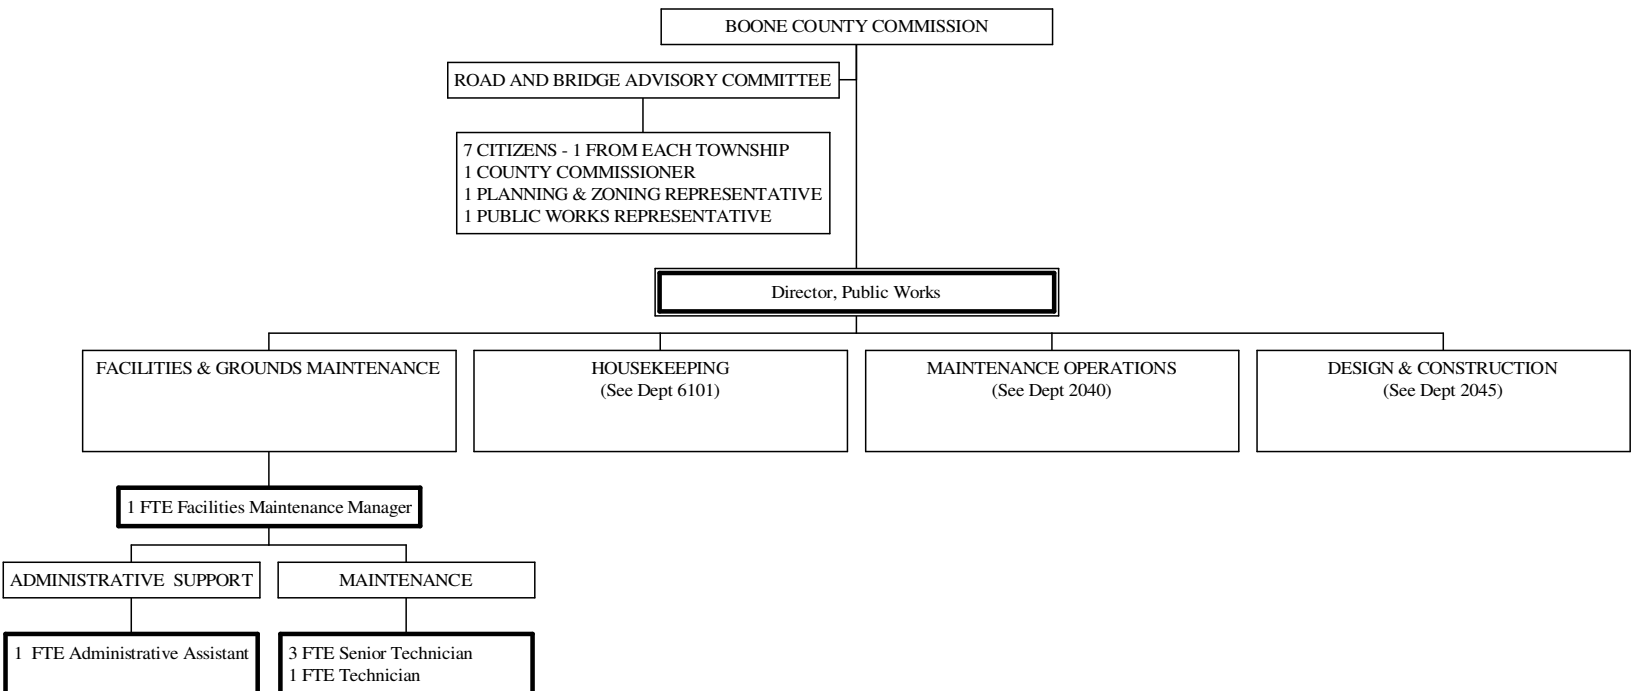 BOONE COUNTY COMMISSION
ROAD AND BRIDGE ADVISORY COMMITTEE
7 CITIZENS - 1 FROM EACH TOWNSHIP
1 COUNTY COMMISSIONER
1 PLANNING & ZONING REPRESENTATIVE
1 PUBLIC WORKS REPRESENTATIVE
Director, Public Works
FACILITIES & GROUNDS MAINTENANCE
HOUSEKEEPING
(See Dept 6101)
MAINTENANCE OPERATIONS
(See Dept 2040)
DESIGN & CONSTRUCTION
(See Dept 2045)
1 FTE Facilities Maintenance Manager
ADMINISTRATIVE SUPPORT
MAINTENANCE
1 FTE Administrative Assistant
3 FTE Senior Technician
1 FTE Technician